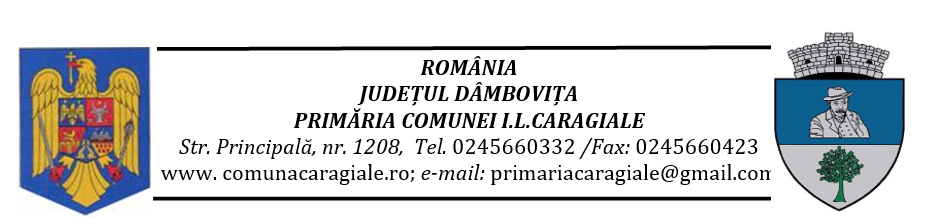 ROMÂNIA
JUDEȚUL DÂMBOVIȚA
PRIMĂRIA COMUNEI I.L.CARAGIALE
Str. Principală, nr. 1208, Tel. 0245660332 /Fax: 0245660423
www. comunacaragiale.ro; e-mail: primariacaragiale@gmail.com